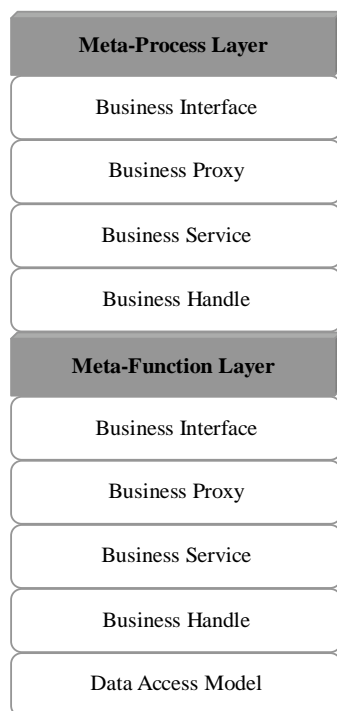 Meta-Process Layer
Business Interface
Business Proxy
Business Service
Business Handle
Meta-Function Layer
Business Interface
Business Proxy
Business Service
Business Handle
Data Access Model